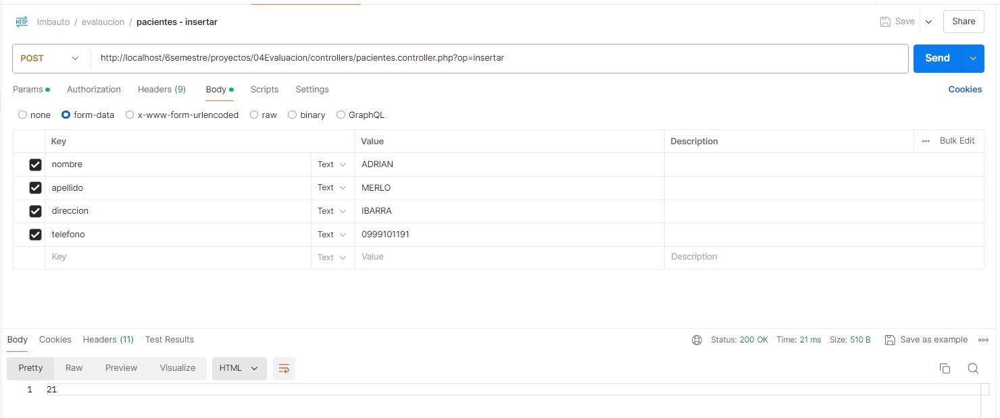 HTTP Imbauto / evalaucion / pacientes - insertar Save Share
POST http://localhost/6semestre/proyectos/04Evaluacion/controllers/pacientes.controller.php?op=insertar Send
Params Authorization Headers (9) Body Scripts Settings Cookies
none form-data x-www-form-urlencoded raw binary GraphQL
Key Value Description Bulk Edit
nombre Text ADRIAN
apellido Text MERLO
direccion Text IBARRA
telefono Text 0999101191
Key Text Value Description
Body Cookies Headers (11) Test Results Status: 200 OK Time: 21 ms Size: 510 B Save as example
Pretty Raw Preview Visualize HTML
1 21